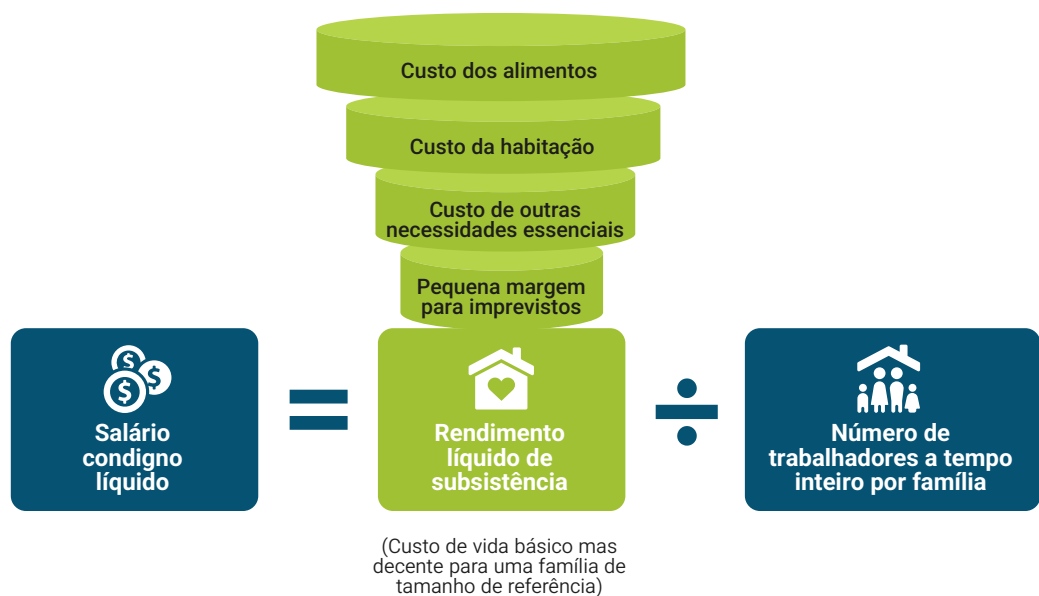 Custo dos alimentos
Custo da habitação
Custo de outras
necessidades essenciais
Pequena margem
para imprevistos
Salário
condigno
líquido
=
Rendimento
líquido de
subsistência
÷
Número de
trabalhadores a tempo
inteiro por família
(Custo de vida básico mas
decente para uma família de
tamanho de referência)